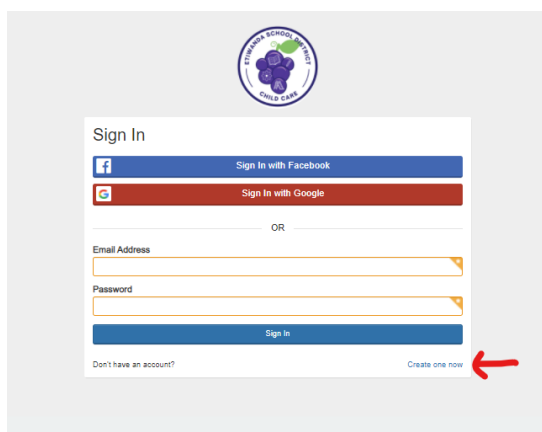 ETIWANDA SCHOOL DISTRICT
CHILD CARE
Sign In
Sign In with Facebook
Sign In with Google
OR
Email Address
Password
Sign In
Don't have an account? Create one now